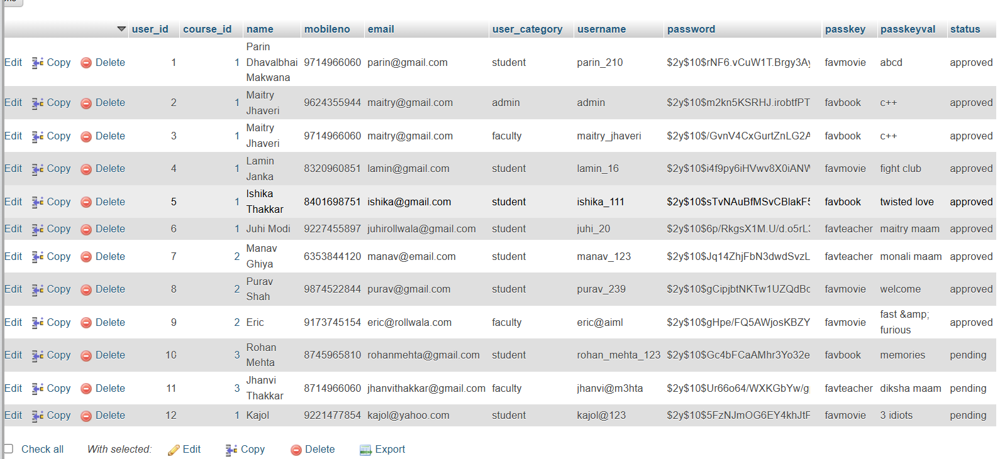 user_id course_id name mobileno email user_category username password passkey passkeyval status
Edit Copy Delete 1 1 Parin Dhavalbhai Makwana 9714966060 parin@gmail.com student parin_210 $2y$10$rNF6.vCuW1T.Brgy3Ay favmovie abcd approved
Edit Copy Delete 2 1 Maitry Jhaveri 9624355944 maitry@gmail.com admin admin $2y$10$m2kn5KSRHJ.irobtfPT favbook c++ approved
Edit Copy Delete 3 1 Maitry Jhaveri 9714966060 maitry@gmail.com faculty maitry_jhaveri $2y$10$/GvnV4CxGurtZnLG2A favbook c++ approved
Edit Copy Delete 4 1 Lamin Janka 8320960851 lamin@gmail.com student lamin_16 $2y$10$i4f9py6iHVwv8X0iANW favmovie fight club approved
Edit Copy Delete 5 1 Ishika Thakkar 8401698751 ishika@gmail.com student ishika_111 $2y$10$sTvNAuBfMSvCBlakF5 favbook twisted love approved
Edit Copy Delete 6 1 Juhi Modi 9227455897 juhirollwala@gmail.com student juhi_20 $2y$10$6p/RkgsX1M.U/d.o5rL3 favteacher maitry maam approved
Edit Copy Delete 7 2 Manav Ghiya 6353844120 manav@email.com student manav_123 $2y$10$Jq14ZhjFbN3dwdSvzL favteacher monali maam approved
Edit Copy Delete 8 2 Purav Shah 9874522844 purav@gmail.com student purav_239 $2y$10$gCipjbtNKTw1UZQdBc favmovie welcome approved
Edit Copy Delete 9 2 Eric 9173745154 eric@rollwala.com faculty eric@aiml $2y$10$gHpe/FQ5AWjosKBZY favmovie fast &amp; furious approved
Edit Copy Delete 10 3 Rohan Mehta 8745965810 rohanmehta@gmail.com student rohan_mehta_123 $2y$10$Gc4bFCaAMhr3Yo32e favbook memories pending
Edit Copy Delete 11 3 Jhanvi Thakkar 8714966060 jhanvithakkar@gmail.com faculty jhanvi@m3hta $2y$10$Ur66o64/WXKGbYw/g favteacher diksha maam pending
Edit Copy Delete 12 1 Kajol 9221477854 kajol@yahoo.com student kajol@123 $2y$10$5FzNJmOG6EY4khJtF favmovie 3 idiots pending
Check all With selected: Edit Copy Delete Export